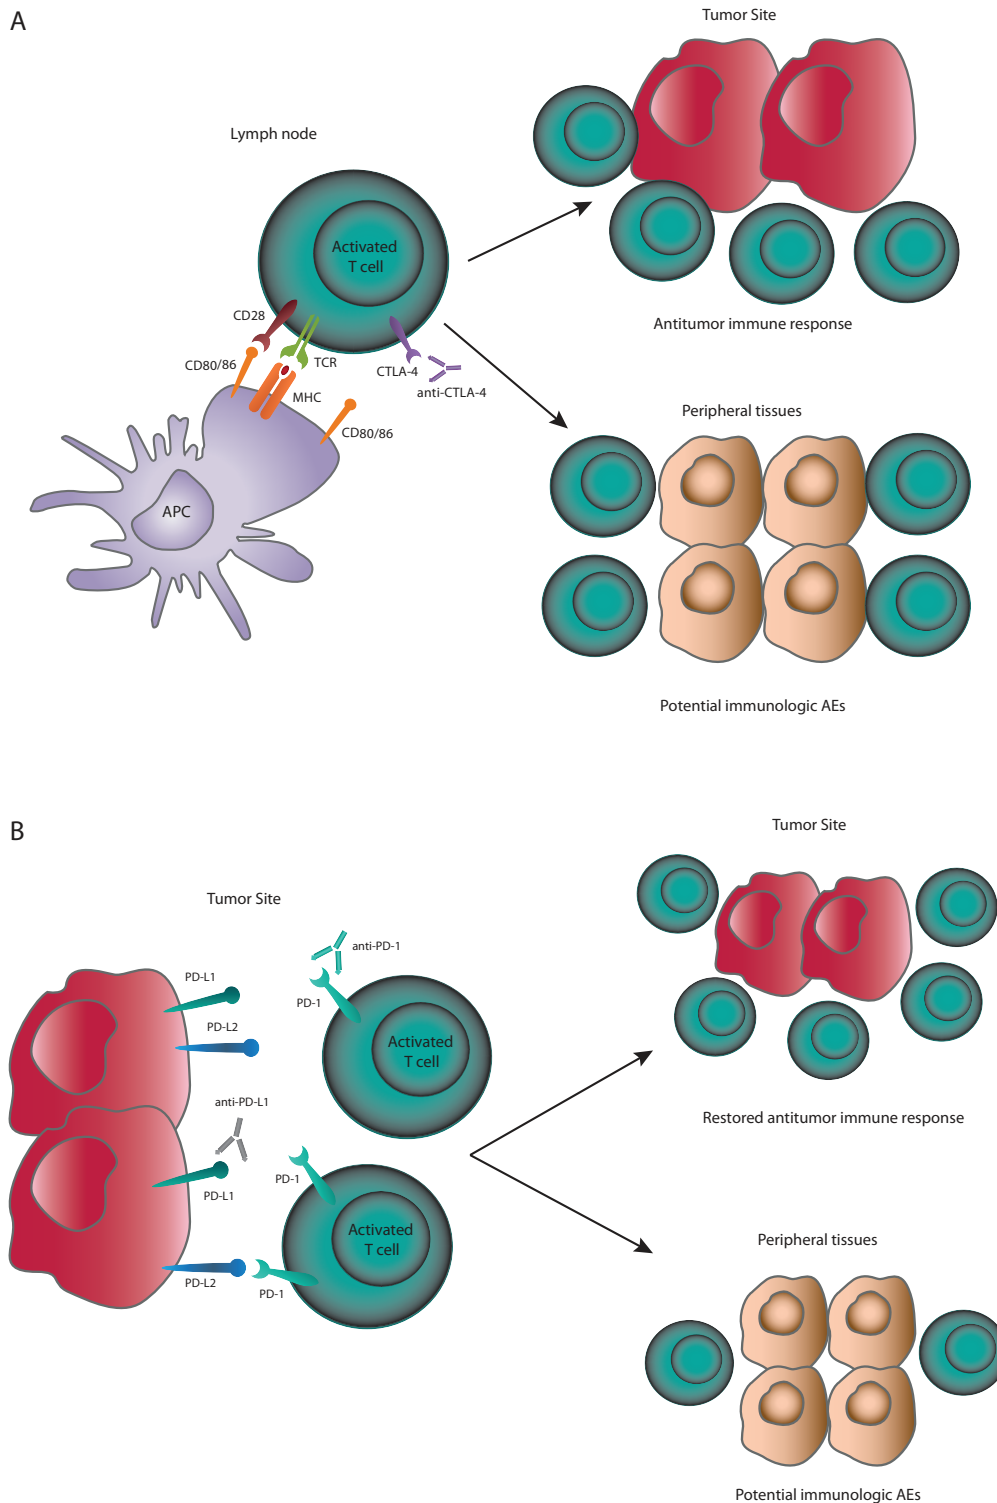 A
Tumor Site
Lymph node
Activated
T cell
CD28
CD80/86
TCR
MHC
CTLA-4
anti-CTLA-4
CD80/86
APC
Antitumor immune response
Peripheral tissues
Potential immunologic AEs
B
Tumor Site
Tumor Site
anti-PD-1
PD-L1
PD-1
PD-L2
Activated
T cell
anti-PD-L1
PD-1
PD-L1
Activated
T cell
PD-L2
PD-1
Restored antitumor immune response
Peripheral tissues
Potential immunologic AEs